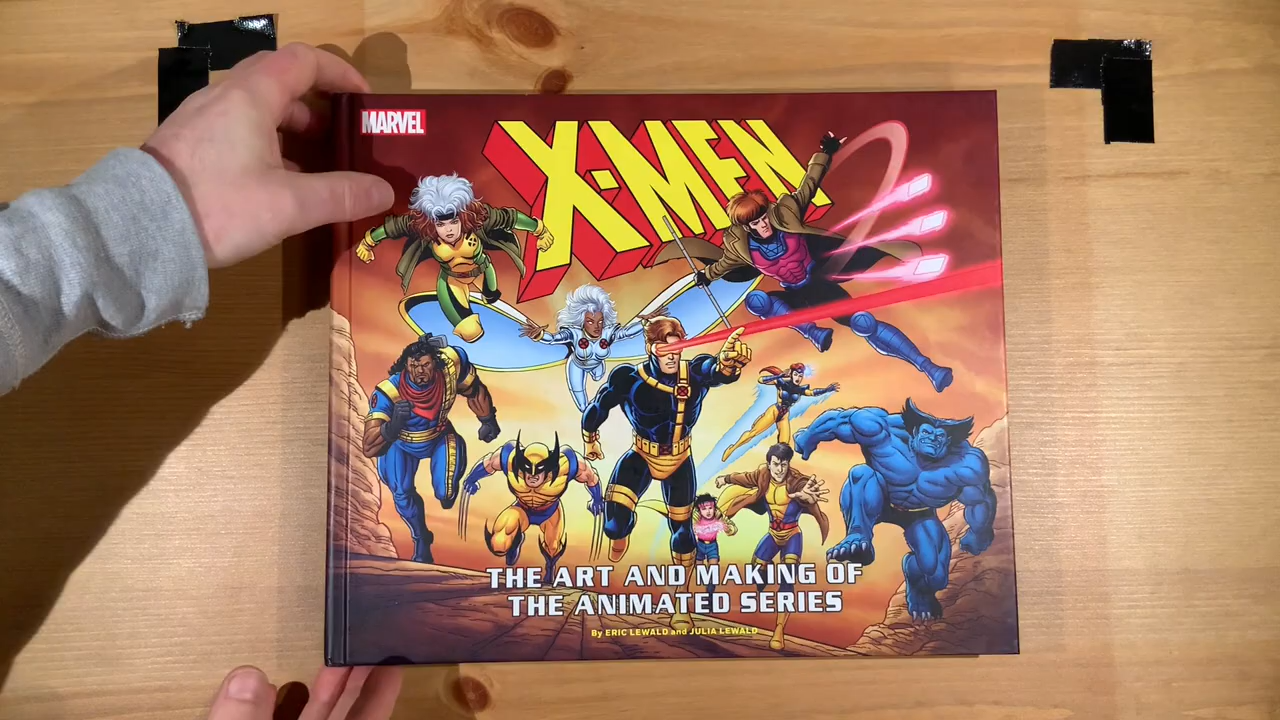 MARVEL
X-MEN
THE ART AND MAKING OF
THE ANIMATED SERIES
By ERIC LEWALD and JULIA LEWALD